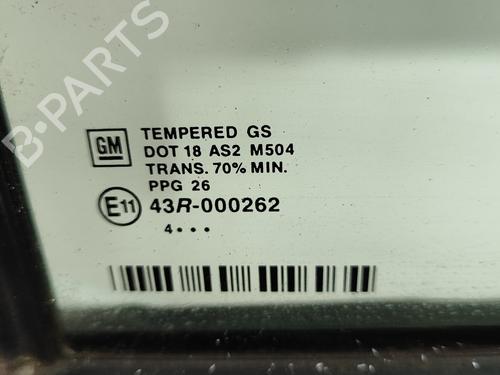 GM
TEMPERED GS
DOT 18 AS2 M504
TRANS. 70% MIN.
PPG 26
E11 43R-000262
4 • • •
B-PARTS